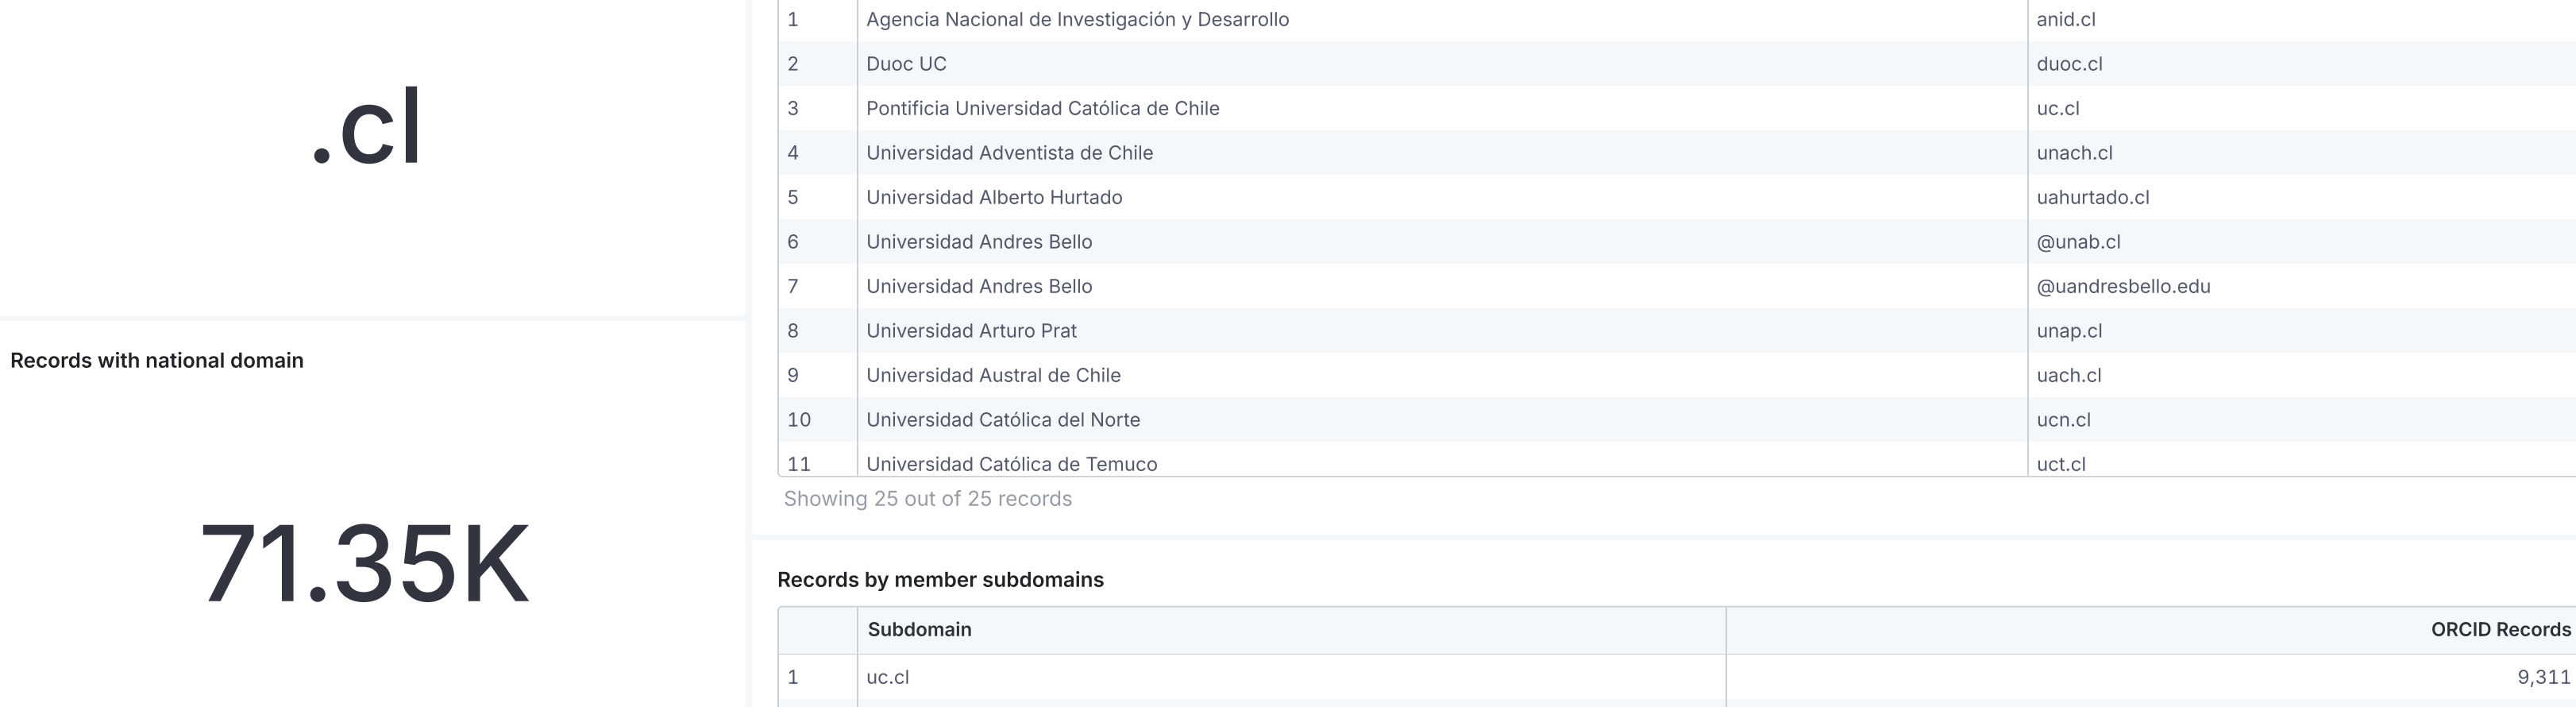 .cl
Records with national domain
71.35K
1 Agencia Nacional de Investigación y Desarrollo anid.cl
2 Duoc UC duoc.cl
3 Pontificia Universidad Católica de Chile uc.cl
4 Universidad Adventista de Chile unach.cl
5 Universidad Alberto Hurtado uahurtado.cl
6 Universidad Andres Bello @unab.cl
7 Universidad Andres Bello @uandresbello.edu
8 Universidad Arturo Prat unap.cl
9 Universidad Austral de Chile uach.cl
10 Universidad Católica del Norte ucn.cl
11 Universidad Católica de Temuco uct.cl
Showing 25 out of 25 records
Records by member subdomains
Subdomain ORCID Records
1 uc.cl 9,311